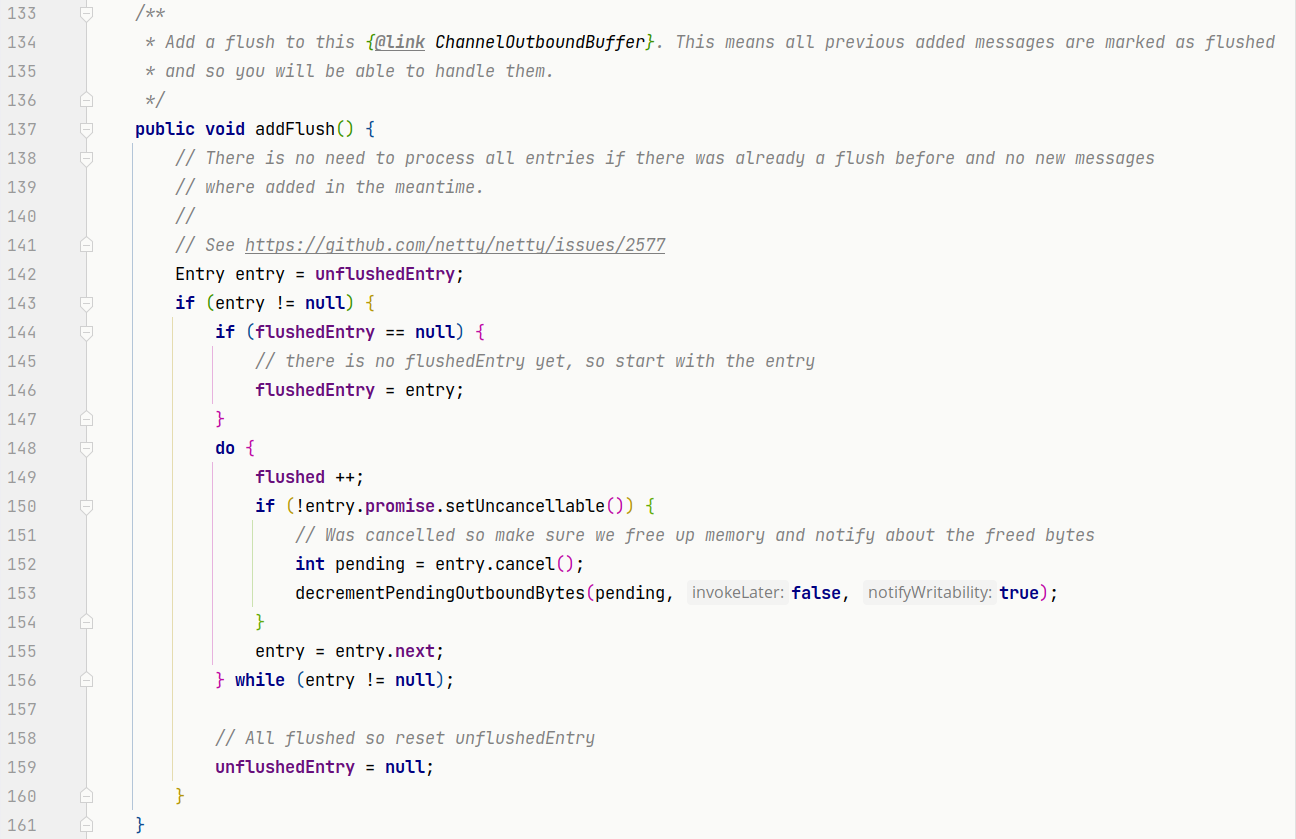 133 /**
134 * Add a flush to this {@link ChannelOutboundBuffer}. This means all previous added messages are marked as flushed
135 * and so you will be able to handle them.
136 */
137 public void addFlush() {
138 // There is no need to process all entries if there was already a flush before and no new messages
139 // where added in the meantime.
140 //
141 // See https://github.com/netty/netty/issues/2577
142 Entry entry = unflushedEntry;
143 if (entry != null) {
144 if (flushedEntry == null) {
145 // there is no flushedEntry yet, so start with the entry
146 flushedEntry = entry;
147 }
148 do {
149 flushed ++;
150 if (!entry.promise.setUncancellable()) {
151 // Was cancelled so make sure we free up memory and notify about the freed bytes
152 int pending = entry.cancel();
153 decrementPendingOutboundBytes(pending, invokeLater: false, notifyWritability: true);
154 }
155 entry = entry.next;
156 } while (entry != null);
157
158 // All flushed so reset unflushedEntry
159 unflushedEntry = null;
160 }
161 }